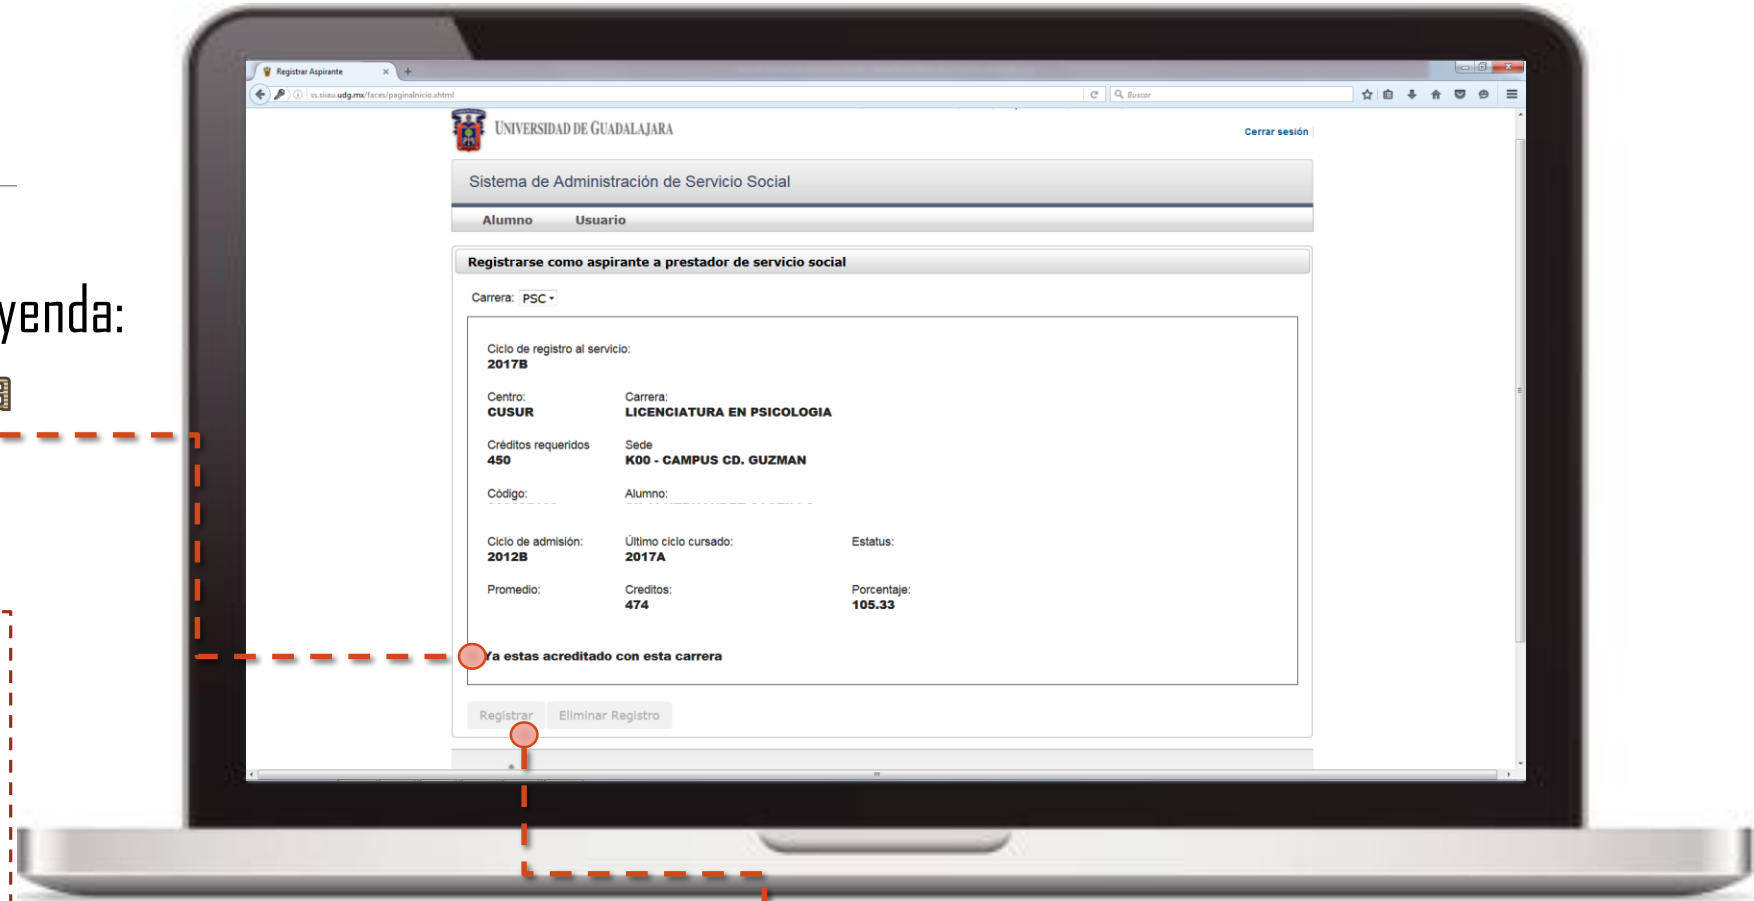 yenda:
Registrar Aspirante
ss.siiau.udg.mx/faces/paginaInicio.xhtml
Buscar
UNIVERSIDAD DE GUADALAJARA
Cerrar sesión
Sistema de Administración de Servicio Social
Alumno Usuario
Registrarse como aspirante a prestador de servicio social
Carrera: PSC
Ciclo de registro al servicio:
2017B
Centro: Carrera:
CUSUR LICENCIATURA EN PSICOLOGIA
Créditos requeridos Sede
450 K00 - CAMPUS CD. GUZMAN
Código: Alumno:
Ciclo de admisión: Último ciclo cursado: Estatus:
2012B 2017A
Promedio: Creditos: Porcentaje:
474 105.33
Ya estas acreditado con esta carrera
Registrar Eliminar Registro